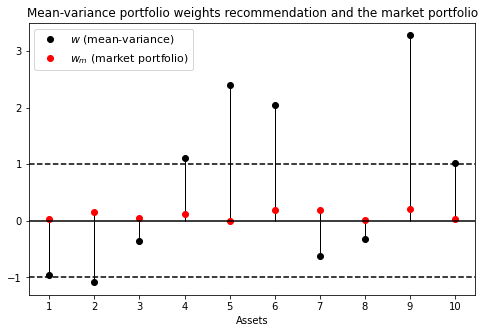 Mean-variance portfolio weights recommendation and the market portfolio
w (mean-variance)
w_m (market portfolio)
3
2
1
0
−1
1 2 3 4 5 6 7 8 9 10
Assets